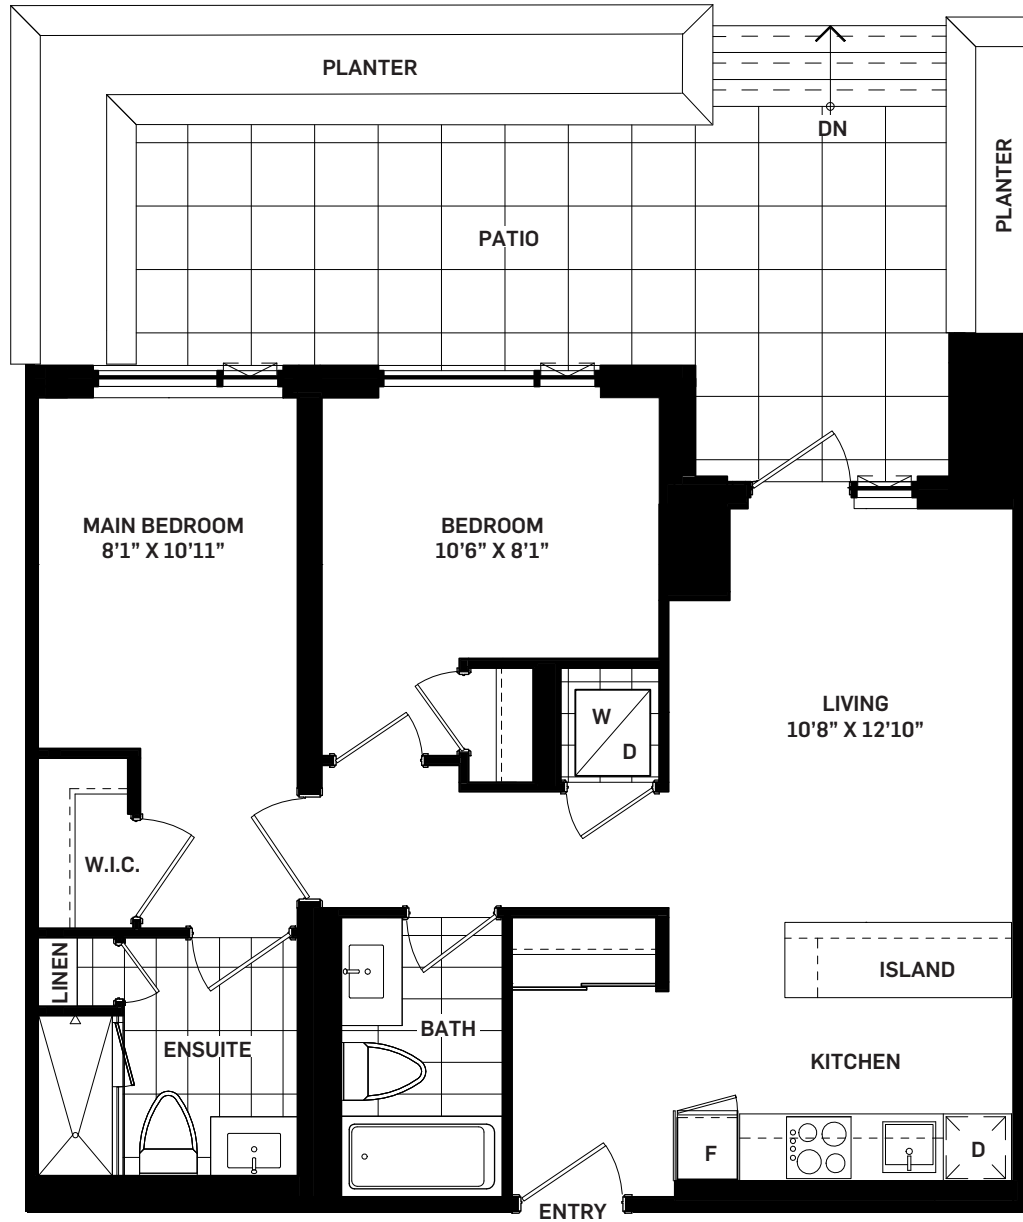 PLANTER
DN
PLANTER
PATIO
MAIN BEDROOM
8'1” X 10'11”
BEDROOM
10'6” X 8'1”
LIVING
10'8” X 12'10”
W
D
W.I.C.
LINEN
ISLAND
BATH
ENSUITE
KITCHEN
F
D
ENTRY